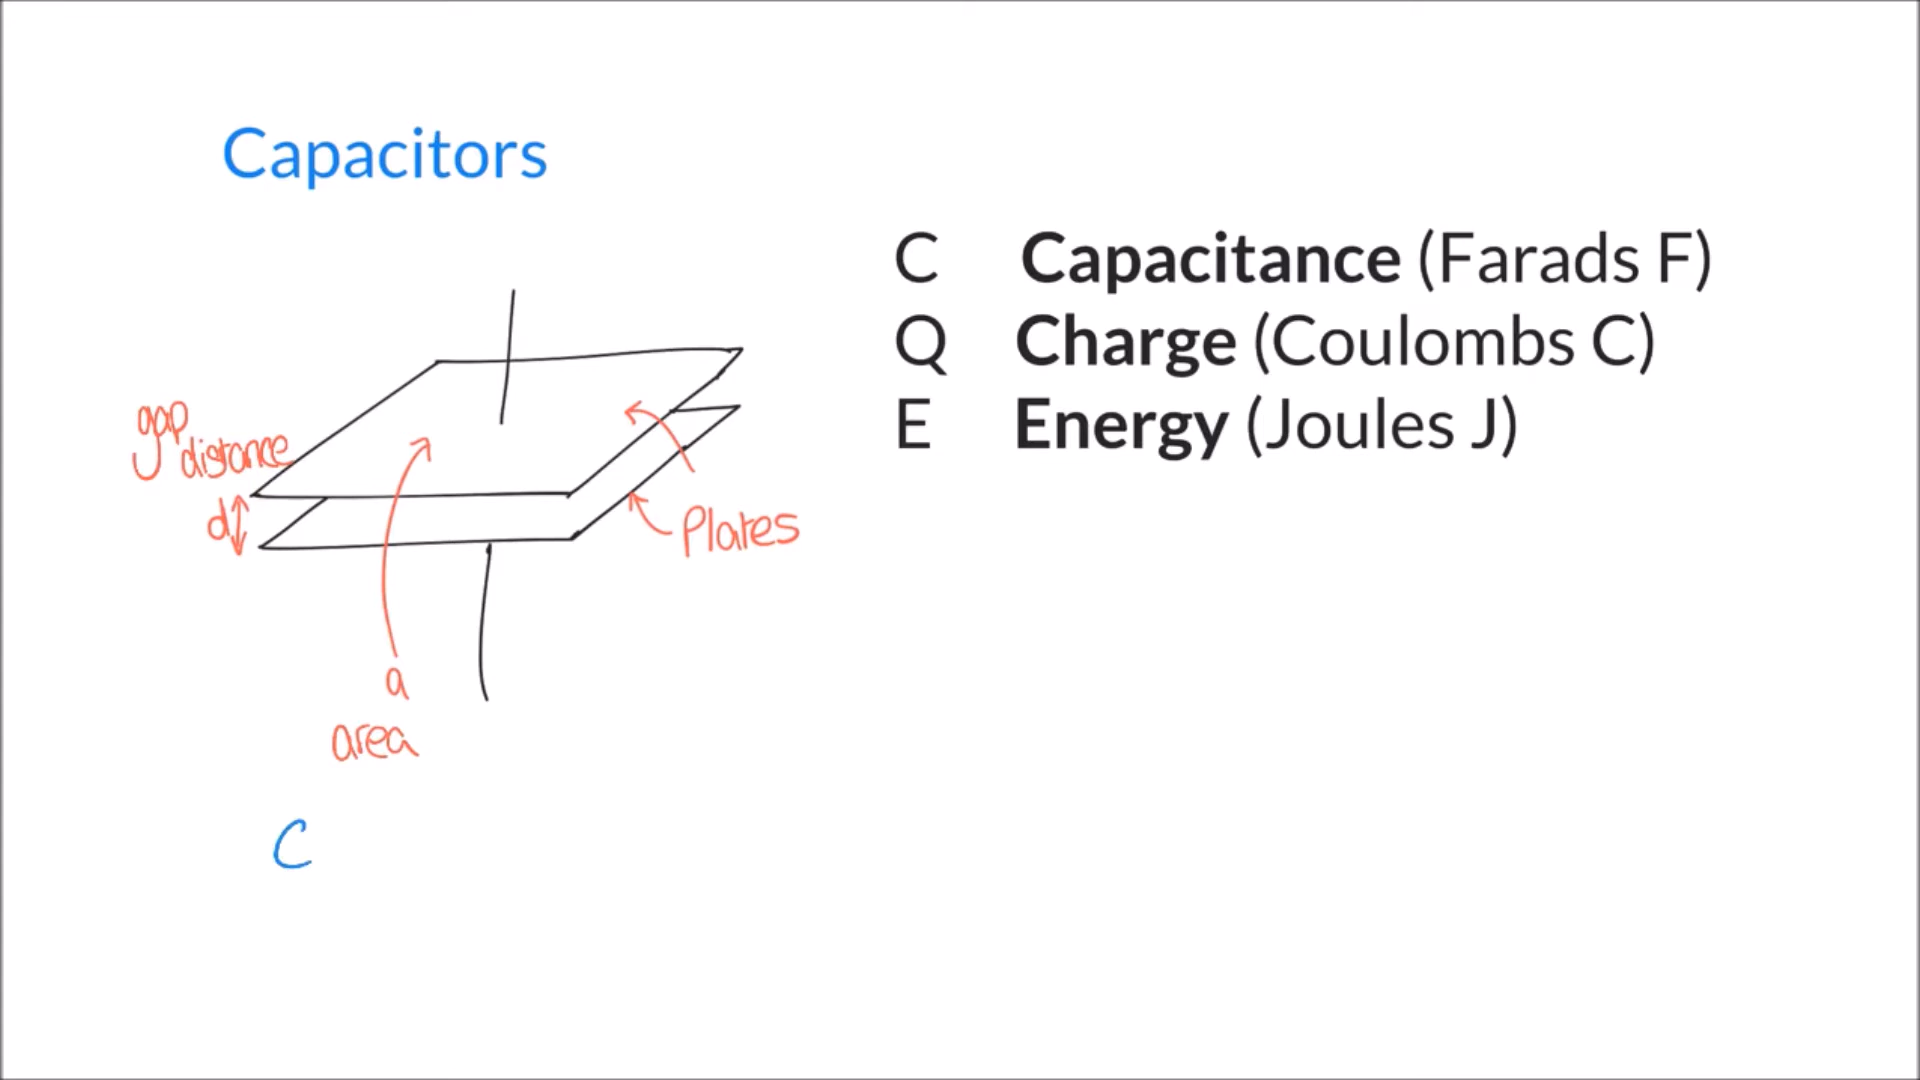 Capacitors
C Capacitance (Farads F)
Q Charge (Coulombs C)
E Energy (Joules J)
gap
distance
d
Plates
a
area
C